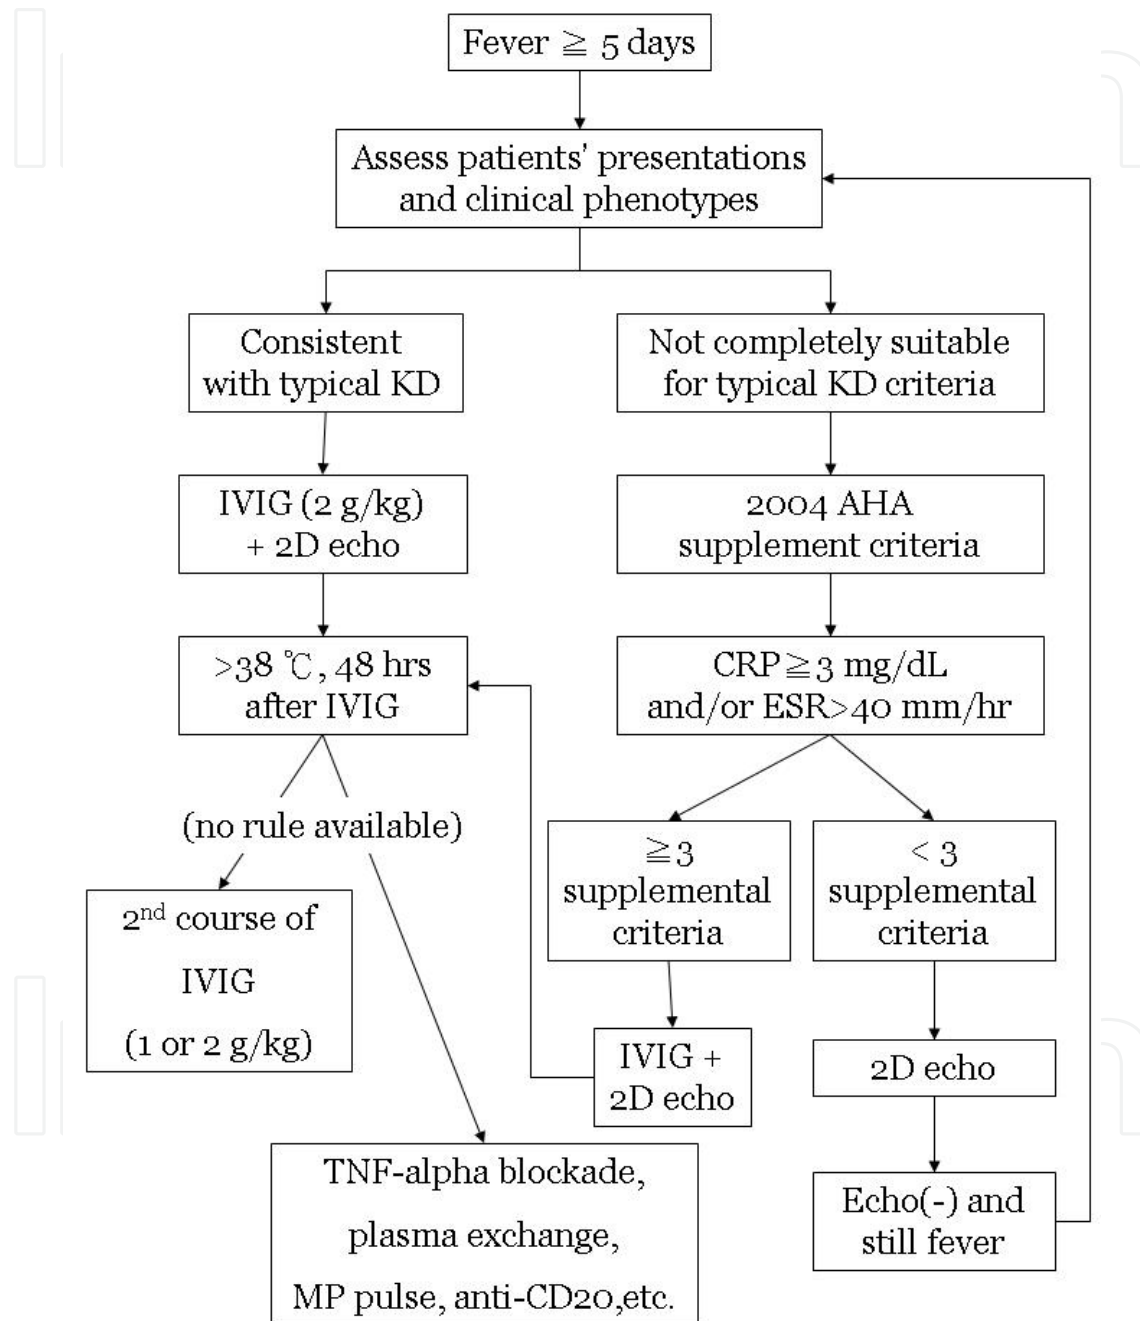 Fever ≧ 5 days
Assess patients' presentations
and clinical phenotypes
Consistent
with typical KD
Not completely suitable
for typical KD criteria
IVIG (2 g/kg)
+ 2D echo
2004 AHA
supplement criteria
>38 ℃, 48 hrs
after IVIG
CRP≧3 mg/dL
and/or ESR>40 mm/hr
(no rule available)
≧3
supplemental
criteria
< 3
supplemental
criteria
2nd course of
IVIG
(1 or 2 g/kg)
IVIG +
2D echo
2D echo
TNF-alpha blockade,
plasma exchange,
MP pulse, anti-CD20,etc.
Echo(-) and
still fever